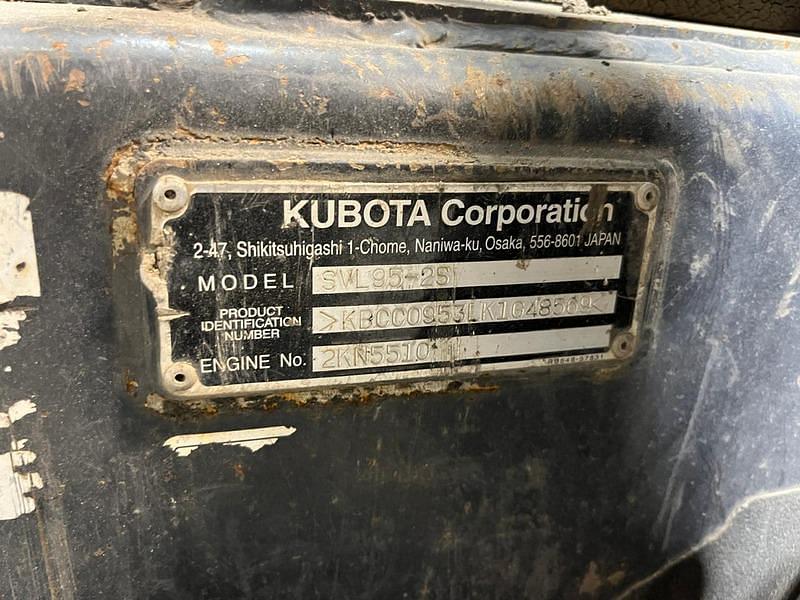 KUBOTA Corporation
2-47, Shikitsuhigashi 1-Chome, Naniwa-ku, Osaka, 556-8601 JAPAN
MODEL SVL95-2S
PRODUCT IDENTIFICATION NUMBER >KBCC0953LK1G48569<
ENGINE No.